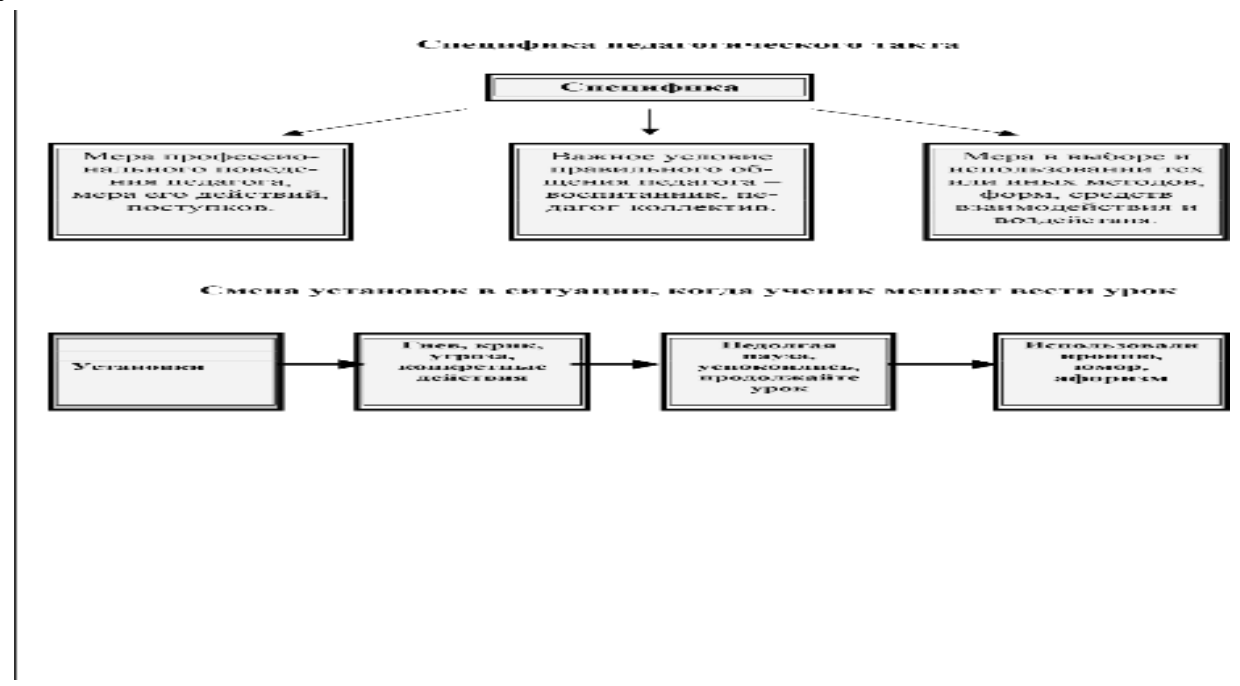 Специфика педагогического такта
Специфика
Мера профессио-
нального поведе-
ния педагога,
мера его действий,
поступков.
Важное условие
правильного об-
щения педагога –
воспитанник, пе-
дагог коллектив.
Мера в выборе и
использовании тех
или иных методов,
форм, средств
взаимодействия и
воздействия.
Смена установок в ситуации, когда ученик мешает вести урок
Установки
Гнев, крик,
угроза,
конкретные
действия
Недолгая
пауза,
успокоились,
продолжайте
урок
Использовали
иронию,
юмор,
афоризм